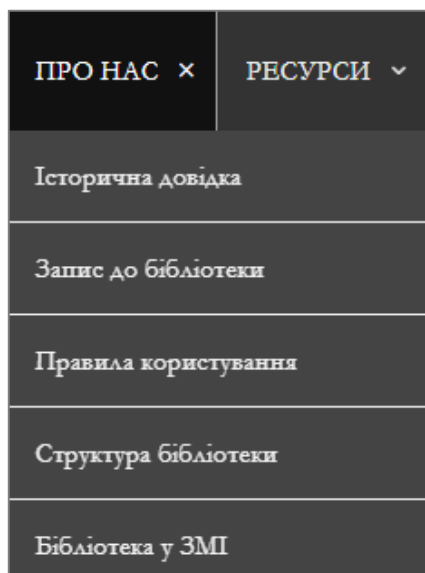 ПРО НАС × РЕСУРСИ
Історична довідка
Запис до бібліотеки
Правила користування
Структура бібліотеки
Бібліотека у ЗМІ